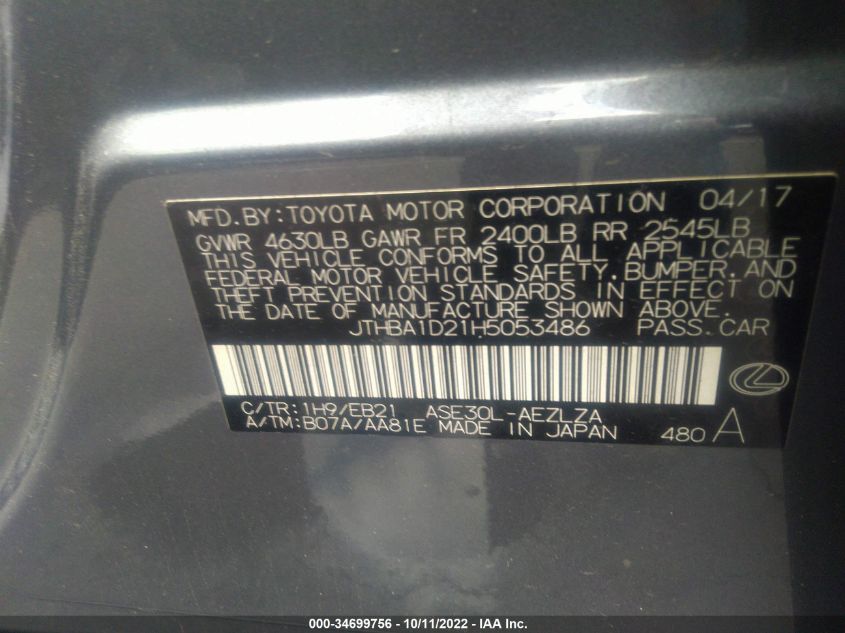 MFD.BY:TOYOTA MOTOR CORPORATION 04/17
GVWR 4630LB GAWR FR 2400LB RR 2545LB
THIS VEHICLE CONFORMS TO ALL APPLICABLE
FEDERAL MOTOR VEHICLE SAFETY,BUMPER,AND
THEFT PREVENTION STANDARDS IN EFFECT ON
THE DATE OF MANUFACTURE SHOWN ABOVE.
JTHBA1D21H5053486 PASS.CAR
C/TR:1H9/EB21 ASE30L-AEZLZA
A/TM:B07A/AA81E MADE IN JAPAN 480 A
000-34699756 - 10/11/2022 - IAA Inc.